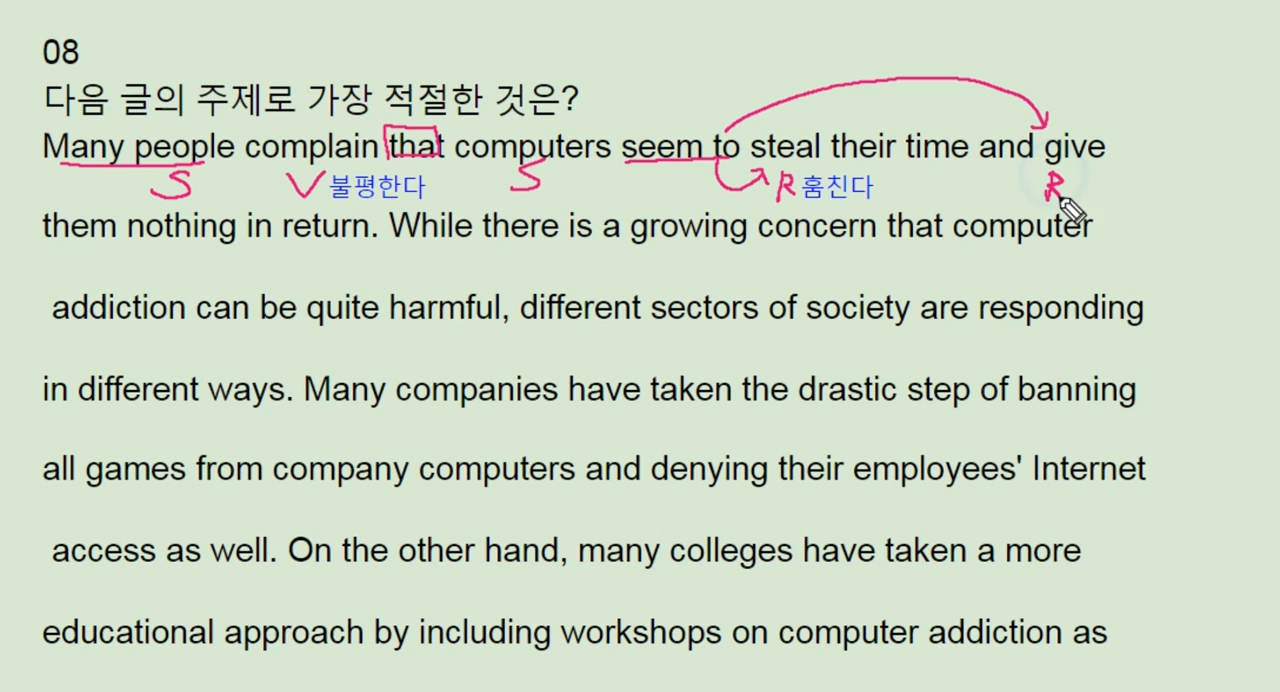 08
다음 글의 주제로 가장 적절한 것은?
Many people complain that computers seem to steal their time and give
S V 불평한다 S R 훔친다 R
them nothing in return. While there is a growing concern that computer
addiction can be quite harmful, different sectors of society are responding
in different ways. Many companies have taken the drastic step of banning
all games from company computers and denying their employees' Internet
access as well. On the other hand, many colleges have taken a more
educational approach by including workshops on computer addiction as